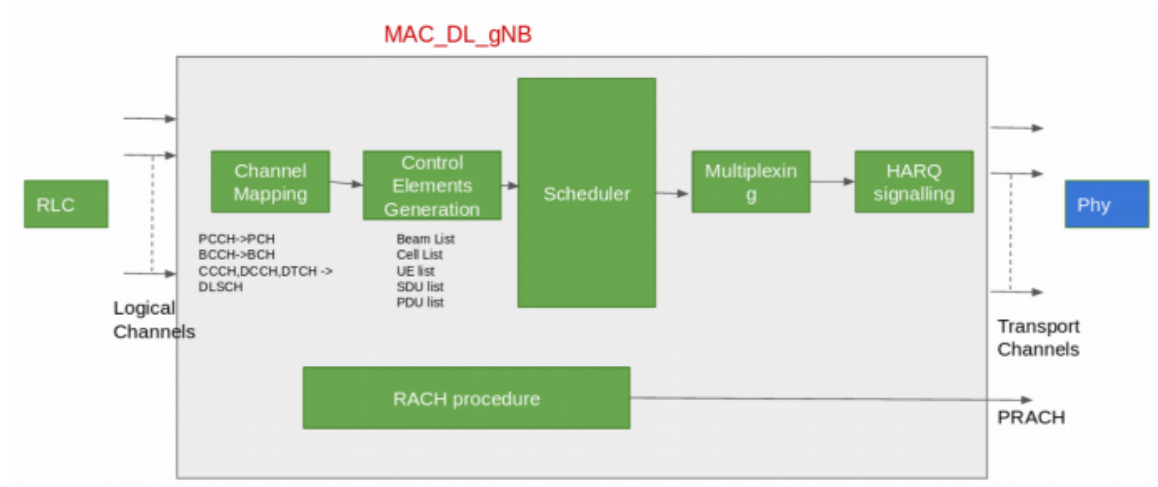 MAC_DL_gNB
RLC
Logical
Channels
Channel
Mapping
PCCH->PCH
BCCH->BCH
CCCH,DCCH,DTCH ->
DLSCH
Control
Elements
Generation
Beam List
Cell List
UE list
SDU list
PDU list
Scheduler
Multiplexin
g
HARQ
signalling
Phy
Transport
Channels
RACH procedure
PRACH